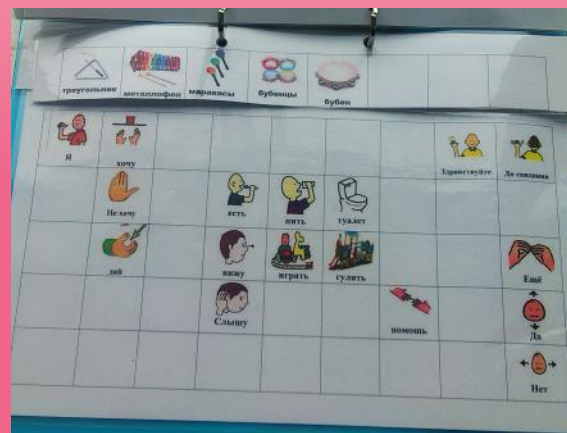 треугольник металлофон маракасы бубенцы бубен
Я хочу Здравствуйте До свидания
Не хочу есть пить туалет
дай вижу играть гулять Ещё
Слышу помощь Да
Нет